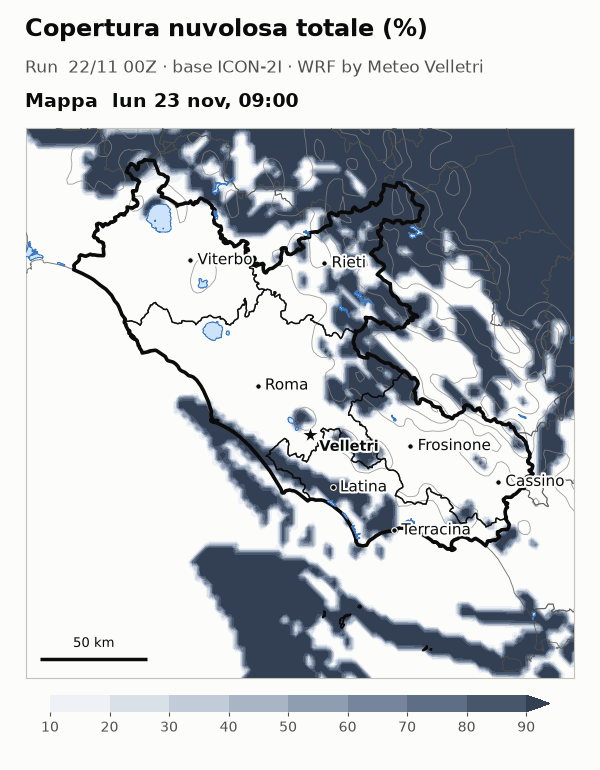 Copertura nuvolosa totale (%)
Run 22/11 00Z · base ICON-2I · WRF by Meteo Velletri
Mappa lun 23 nov, 09:00
Viterbo
Rieti
Roma
Velletri
Frosinone
Latina
Cassino
Terracina
50 km
10 20 30 40 50 60 70 80 90